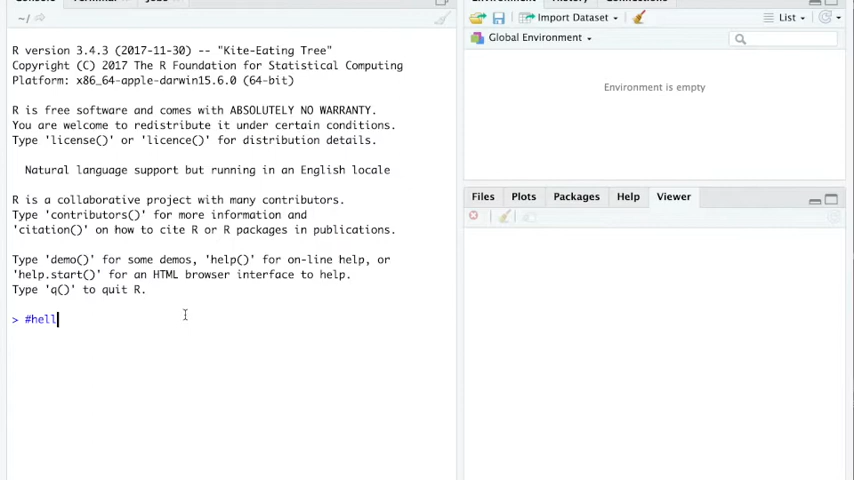 ~/
R version 3.4.3 (2017-11-30) -- "Kite-Eating Tree"
Copyright (C) 2017 The R Foundation for Statistical Computing
Platform: x86_64-apple-darwin15.6.0 (64-bit)
R is free software and comes with ABSOLUTELY NO WARRANTY.
You are welcome to redistribute it under certain conditions.
Type 'license()' or 'licence()' for distribution details.
Natural language support but running in an English locale
R is a collaborative project with many contributors.
Type 'contributors()' for more information and
'citation()' on how to cite R or R packages in publications.
Type 'demo()' for some demos, 'help()' for on-line help, or
'help.start()' for an HTML browser interface to help.
Type 'q()' to quit R.
> #hell
Import Dataset List
Global Environment
Environment is empty
Files Plots Packages Help Viewer